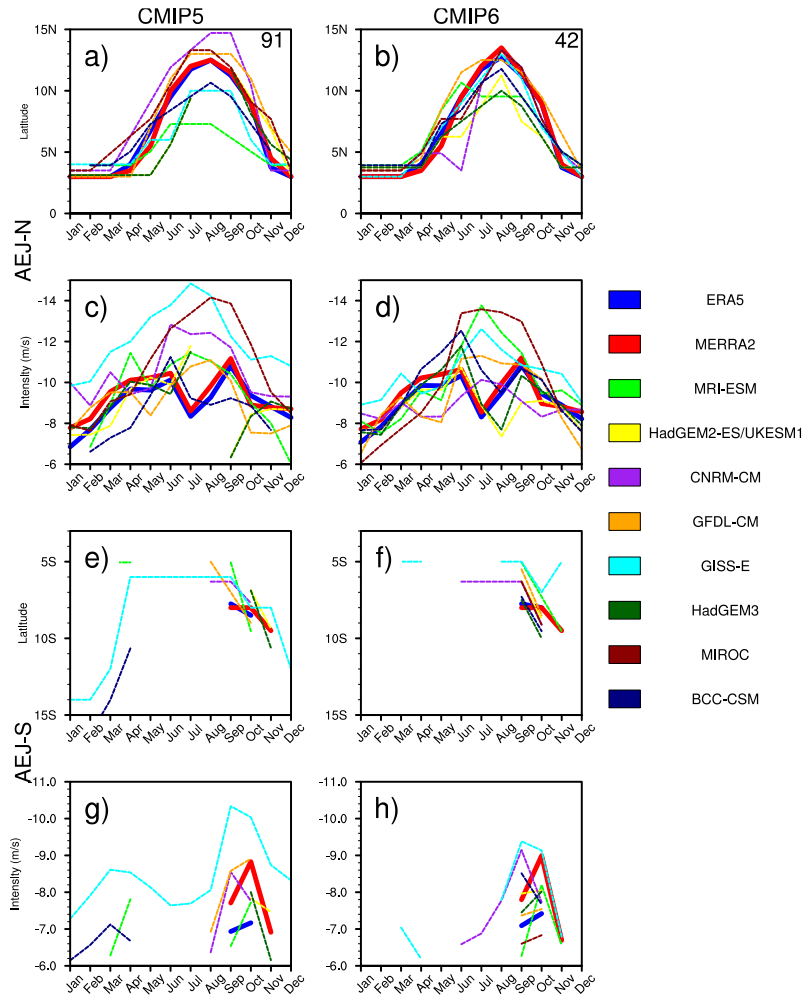 CMIP5 CMIP6
15N a) 91 15N b) 42
10N 10N
5N 5N
0 0
Latitude Latitude
Jan Feb Mar Apr May Jun Jul Aug Sep Oct Nov Dec Jan Feb Mar Apr May Jun Jul Aug Sep Oct Nov Dec
AEJ-N
c) d)
-14 -14
-12 -12
-10 -10
-8 -8
-6 -6
Intensity (m/s) Intensity (m/s)
Jan Feb Mar Apr May Jun Jul Aug Sep Oct Nov Dec Jan Feb Mar Apr May Jun Jul Aug Sep Oct Nov Dec
e) f)
5S 5S
10S 10S
15S 15S
Latitude Latitude
Jan Feb Mar Apr May Jun Jul Aug Sep Oct Nov Dec Jan Feb Mar Apr May Jun Jul Aug Sep Oct Nov Dec
AEJ-S
-11.0 g) -11.0 h)
-10.0 -10.0
-9.0 -9.0
-8.0 -8.0
-7.0 -7.0
-6.0 -6.0
Intensity (m/s) Intensity (m/s)
Jan Feb Mar Apr May Jun Jul Aug Sep Oct Nov Dec Jan Feb Mar Apr May Jun Jul Aug Sep Oct Nov Dec
ERA5
MERRA2
MRI-ESM
HadGEM2-ES/UKESM1
CNRM-CM
GFDL-CM
GISS-E
HadGEM3
MIROC
BCC-CSM